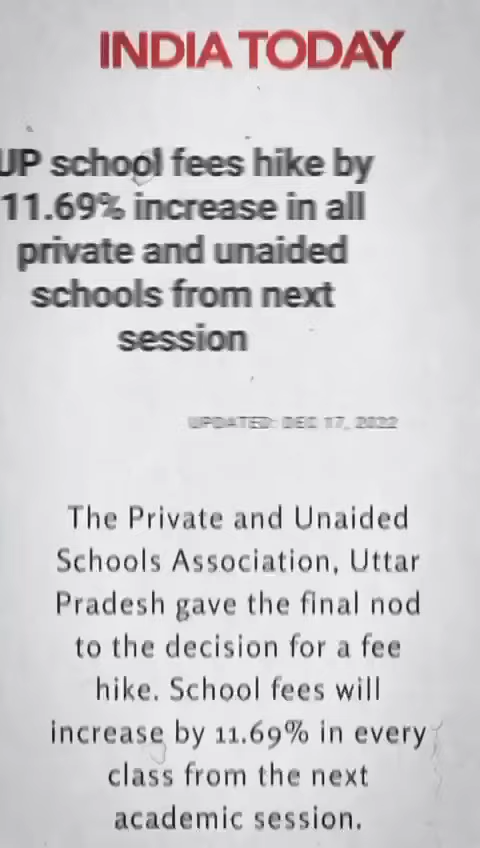 INDIA TODAY
UP school fees hike by
11.69% increase in all
private and unaided
schools from next
session
UPDATED: DEC 17, 2022
The Private and Unaided
Schools Association, Uttar
Pradesh gave the final nod
to the decision for a fee
hike. School fees will
increase by 11.69% in every
class from the next
academic session.